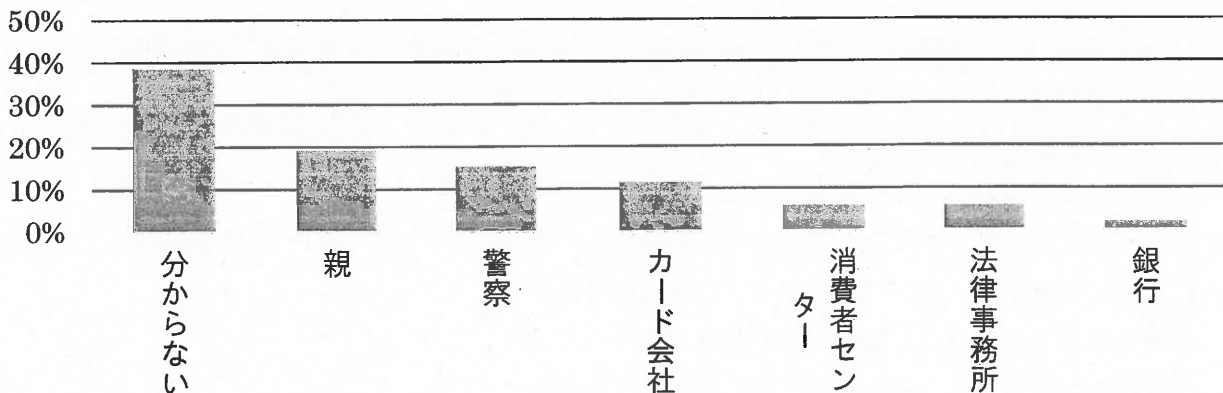 50%
40%
30%
20%
10%
0%
分からない
親
警察
カード会社
消費者セン
ター
法律事務所
銀行